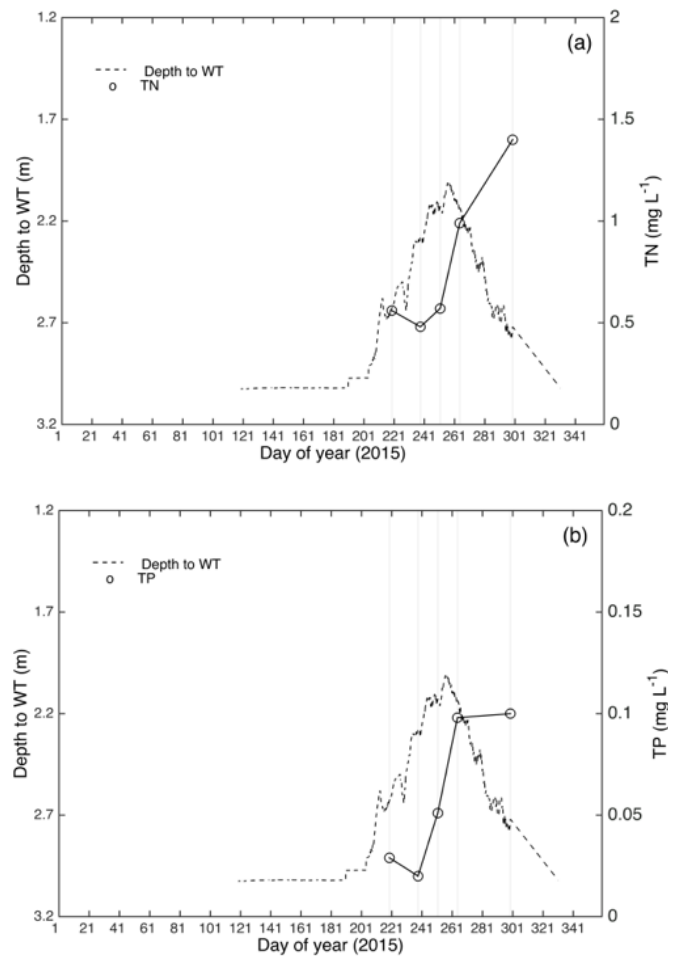 (a)
Depth to WT
TN
1.2
1.7
2.2
2.7
3.2
Depth to WT (m)
2
1.5
1
0.5
0
TN (mg L⁻¹)
1 21 41 61 81 101 121 141 161 181 201 221 241 261 281 301 321 341
Day of year (2015)
(b)
Depth to WT
TP
1.2
1.7
2.2
2.7
3.2
Depth to WT (m)
0.2
0.15
0.1
0.05
0
TP (mg L⁻¹)
1 21 41 61 81 101 121 141 161 181 201 221 241 261 281 301 321 341
Day of year (2015)